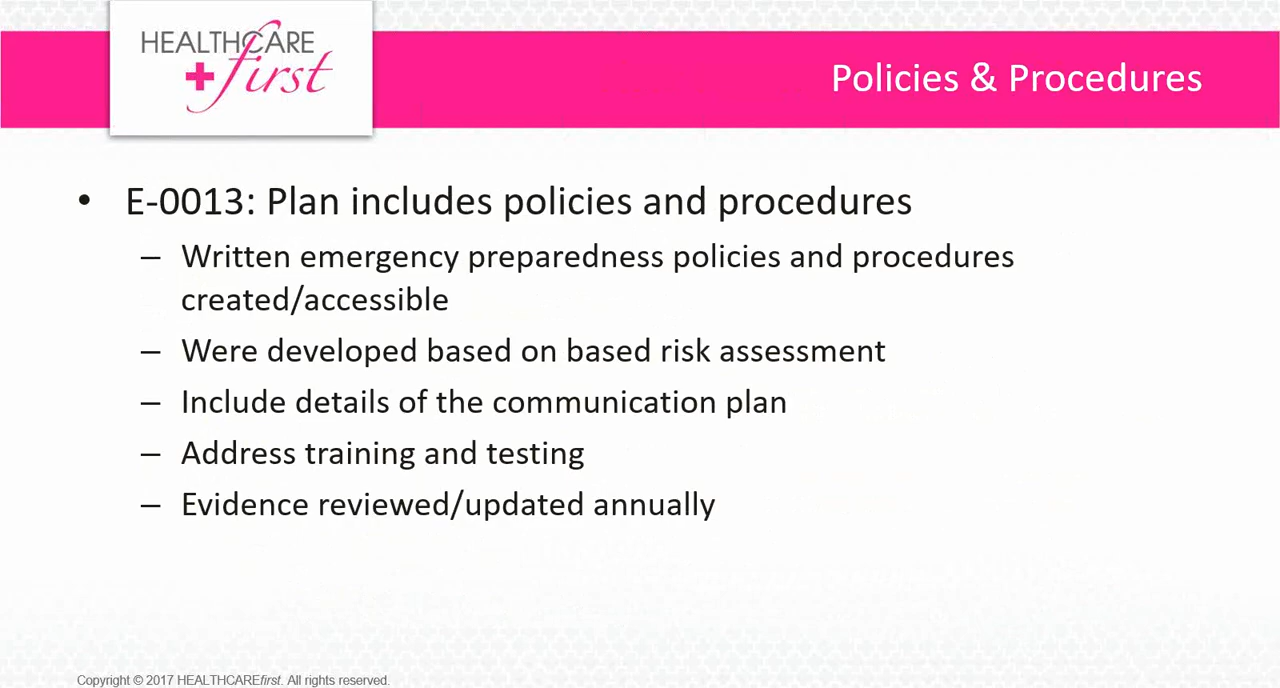 HEALTHCARE
first
Policies & Procedures
• E-0013: Plan includes policies and procedures
– Written emergency preparedness policies and procedures
created/accessible
– Were developed based on based risk assessment
– Include details of the communication plan
– Address training and testing
– Evidence reviewed/updated annually
Copyright © 2017 HEALTHCAREfirst. All rights reserved.